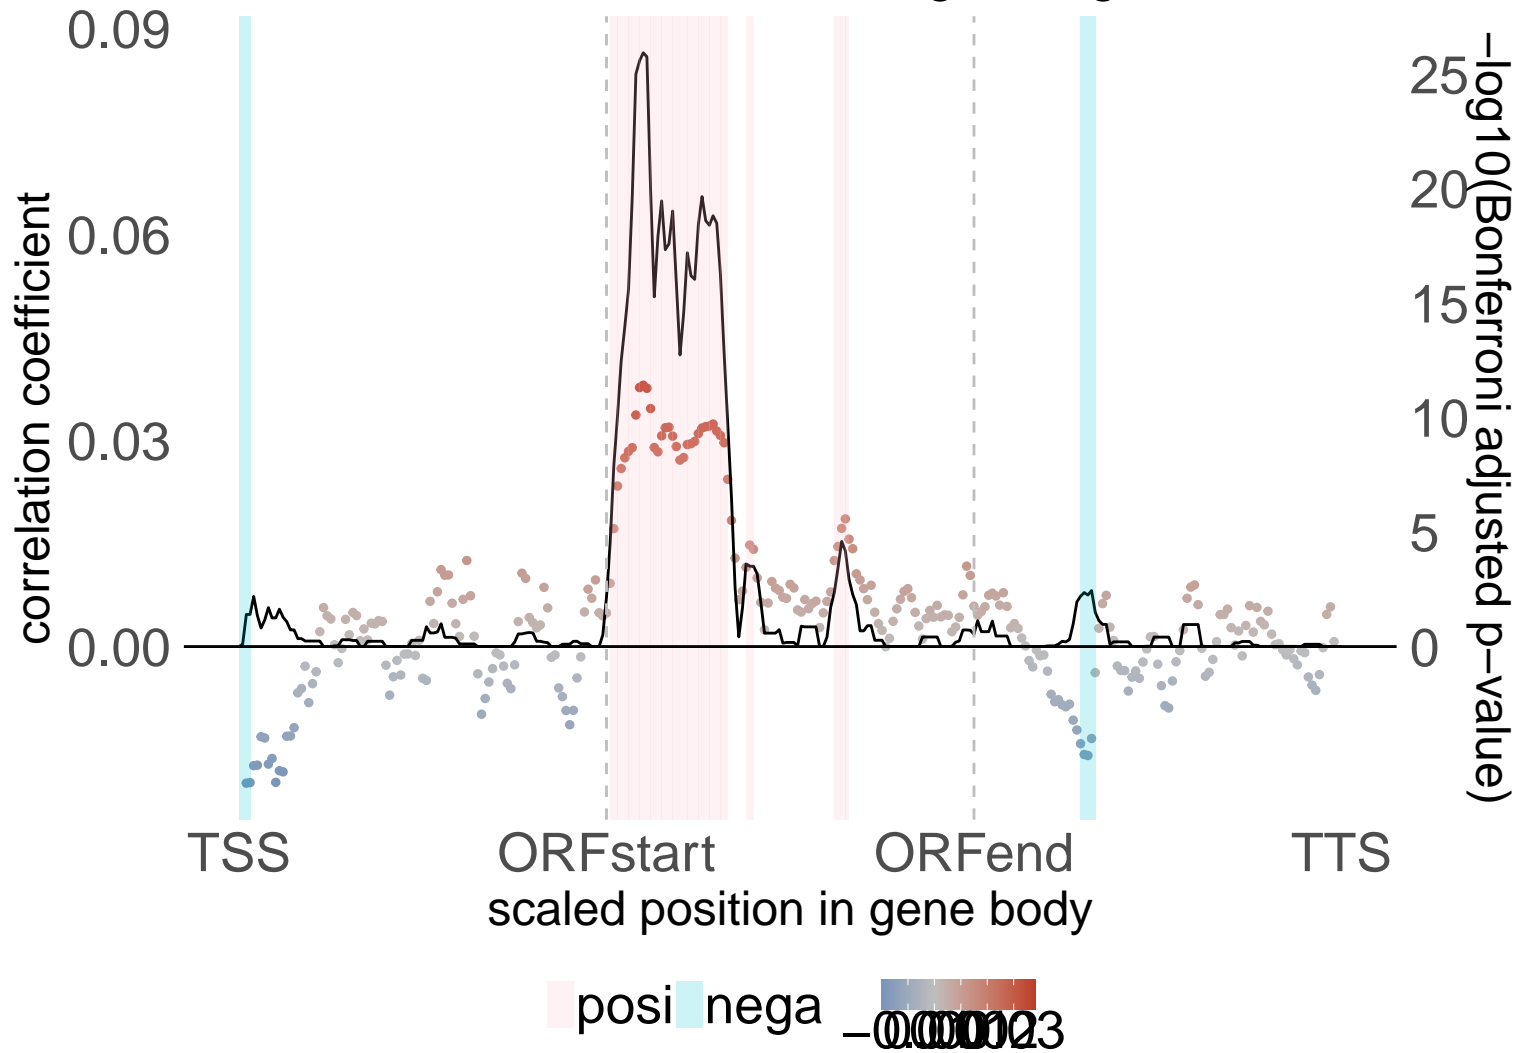 0.09
0.06
0.03
0.00
correlation coefficient
25
20
15
10
5
0
−log10(Bonferroni adjusted p−value)
TSS ORFstart ORFend TTS
scaled position in gene body
posi nega